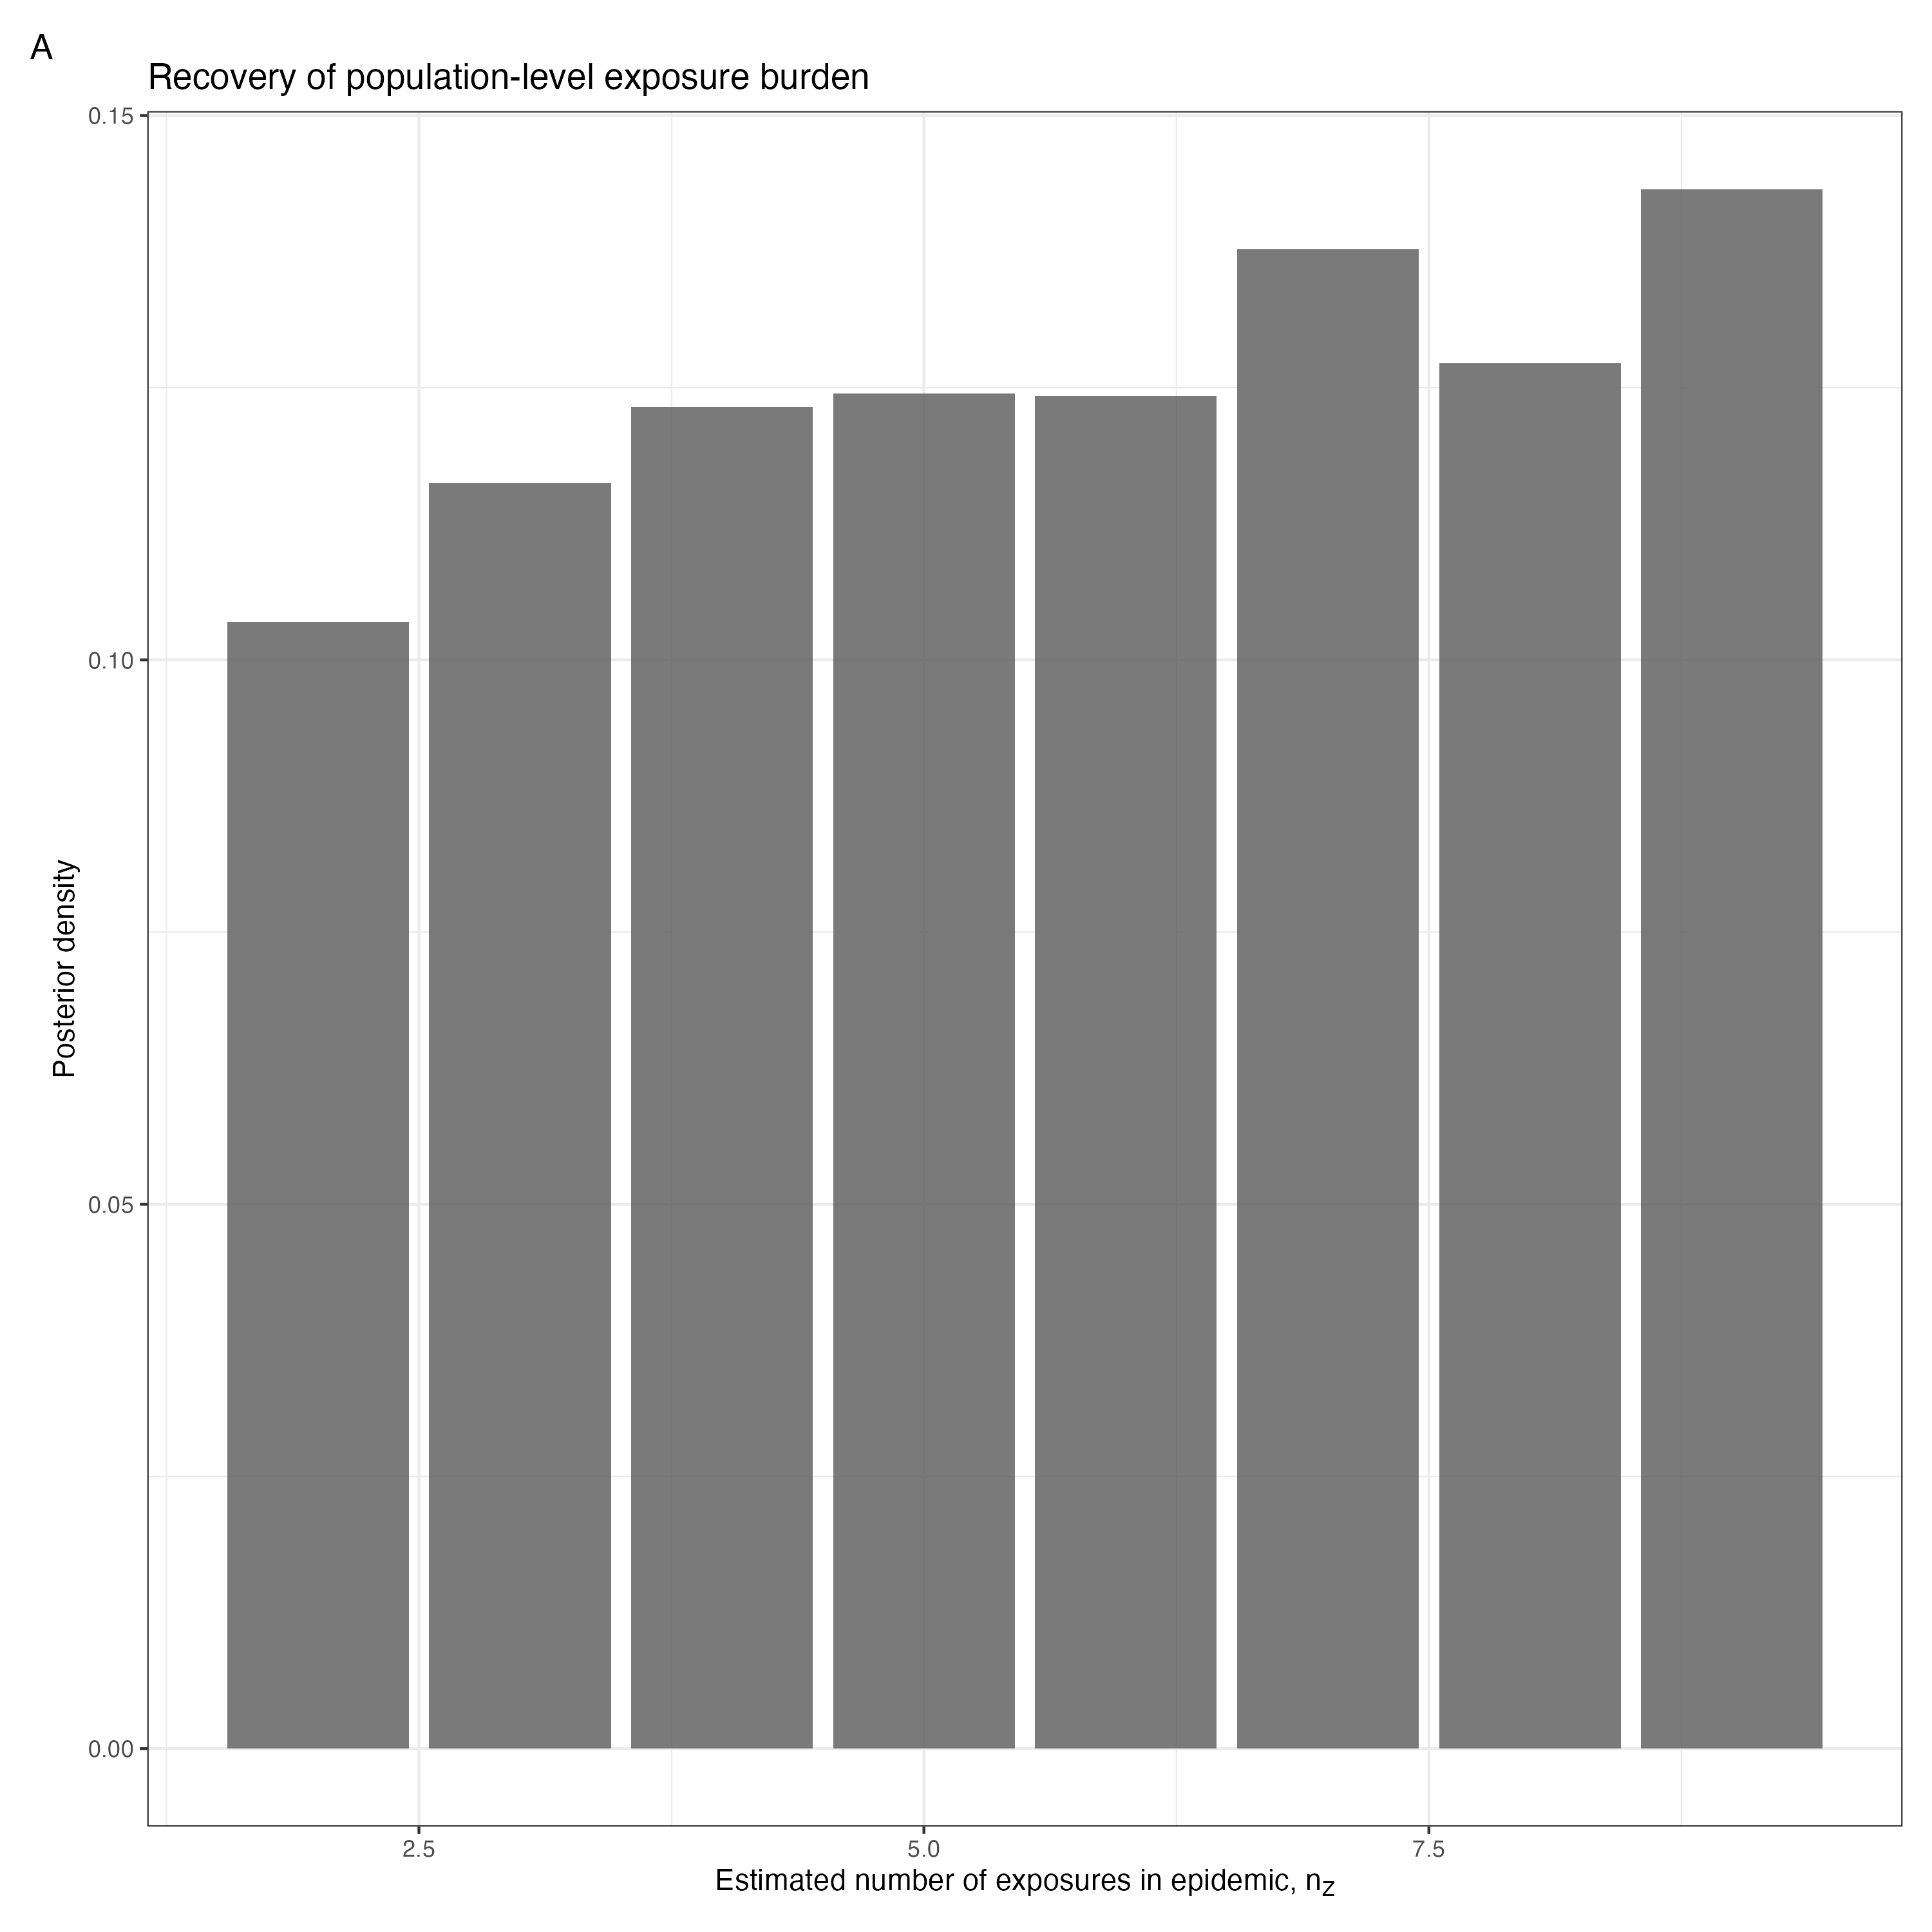 A
Recovery of population-level exposure burden
0.15
0.10
0.05
0.00
Posterior density
2.5 5.0 7.5
Estimated number of exposures in epidemic, nZ